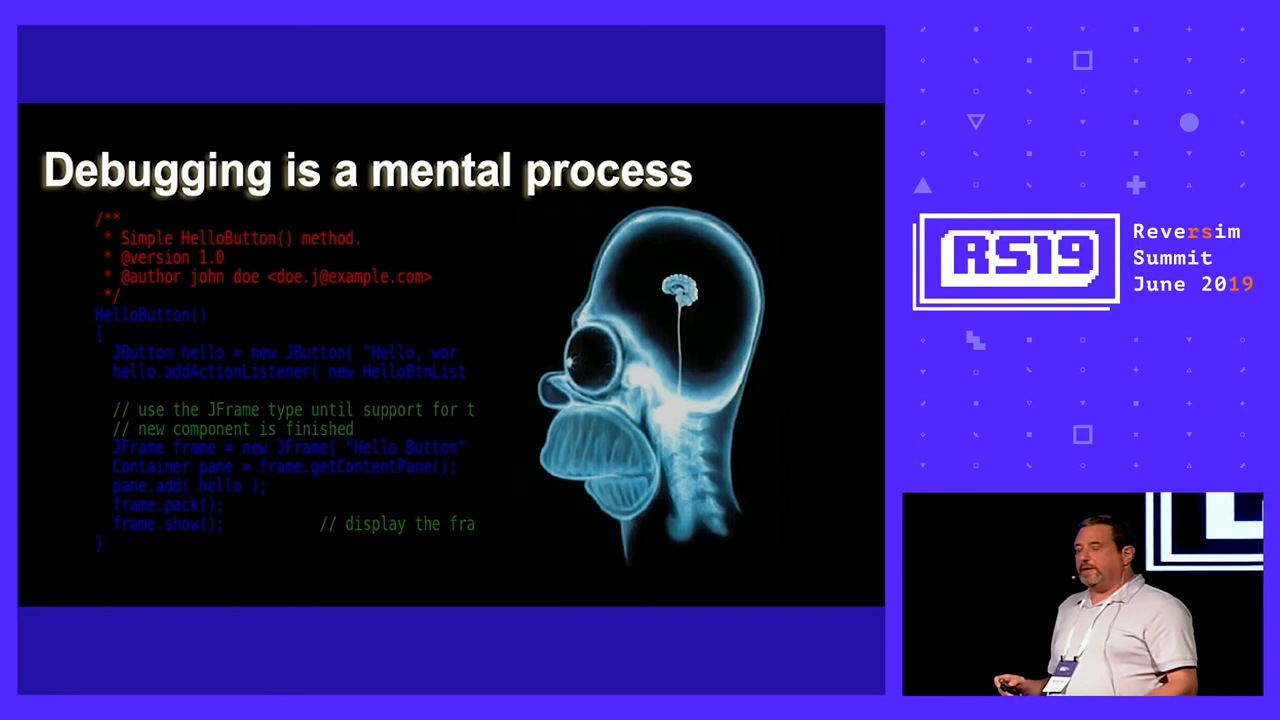 Debugging is a mental process
/**
* Simple HelloButton() method.
* @version 1.0
* @author john doe <doe.j@example.com>
*/
HelloButton()
{
JButton hello = new JButton( "Hello, wor
hello.addActionListener( new HelloBtnList
// use the JFrame type until support for t
// new component is finished
JFrame frame = new JFrame( "Hello Button"
Container pane = frame.getContentPane();
pane.add( hello );
frame.pack();
frame.show(); // display the fra
}
RS19
Reversim
Summit
June 2019